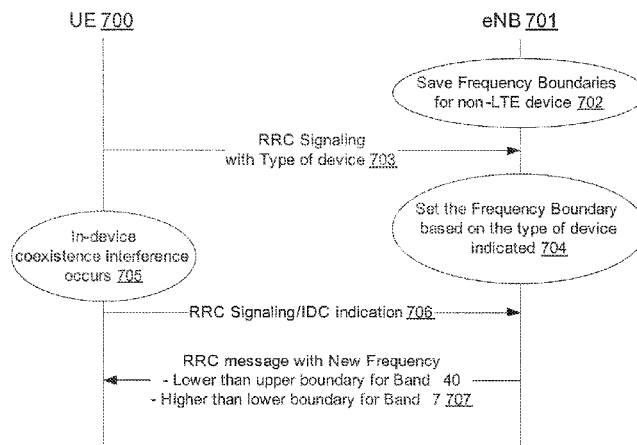 UE 700
eNB 701
Save Frequency Boundaries
for non-LTE device 702
RRC Signaling
with Type of device 703
Set the Frequency Boundary
based on the type of device
indicated 704
In-device
coexistence interference
occurs 705
RRC Signaling/IDC indication 706
RRC message with New Frequency
- Lower than upper boundary for Band 40
- Higher than lower boundary for Band 7 707